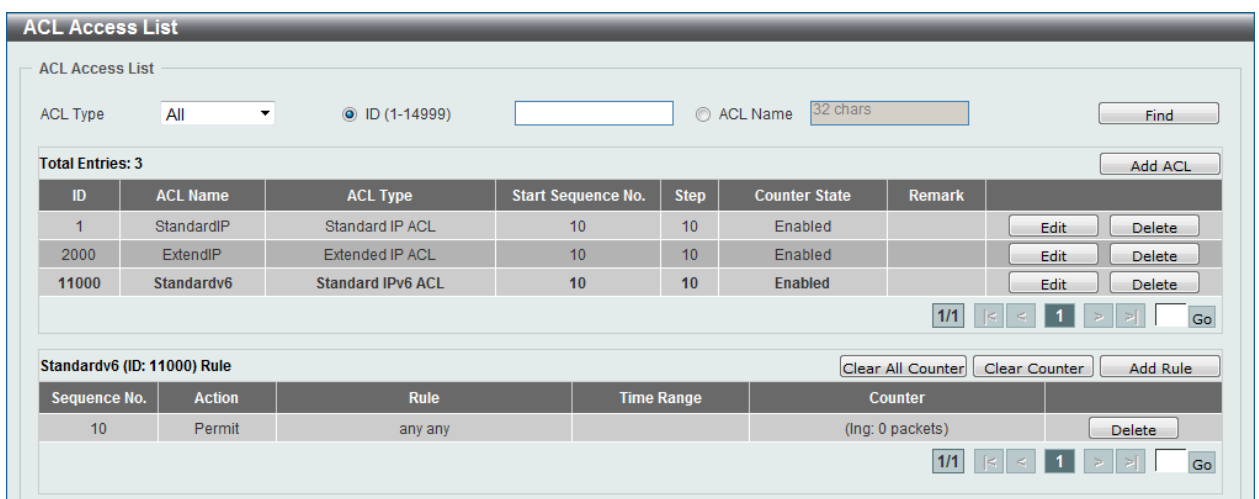 ACL Access List
ACL Access List
ACL Type All ID (1-14999) ACL Name 32 chars Find
Total Entries: 3 Add ACL
ID ACL Name ACL Type Start Sequence No. Step Counter State Remark
1 StandardIP Standard IP ACL 10 10 Enabled Edit Delete
2000 ExtendIP Extended IP ACL 10 10 Enabled Edit Delete
11000 Standardv6 Standard IPv6 ACL 10 10 Enabled Edit Delete
1/1 |< < 1 > >| Go
Standardv6 (ID: 11000) Rule Clear All Counter Clear Counter Add Rule
Sequence No. Action Rule Time Range Counter
10 Permit any any (Ing: 0 packets) Delete
1/1 |< < 1 > >| Go